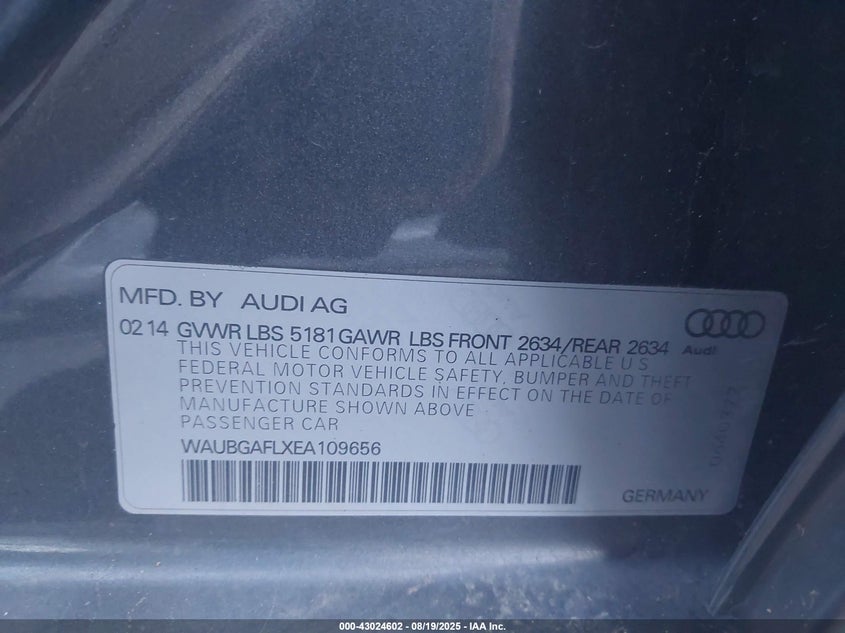 MFD. BY AUDI AG
02 14 GVWR LBS 5181 GAWR LBS FRONT 2634/REAR 2634
Audi
THIS VEHICLE CONFORMS TO ALL APPLICABLE U S
FEDERAL MOTOR VEHICLE SAFETY, BUMPER AND THEFT
PREVENTION STANDARDS IN EFFECT ON THE DATE OF
MANUFACTURE SHOWN ABOVE
PASSENGER CAR
WAUBGAFLXEA109656
GERMANY
000-43024602 - 08/19/2025 - IAA Inc.